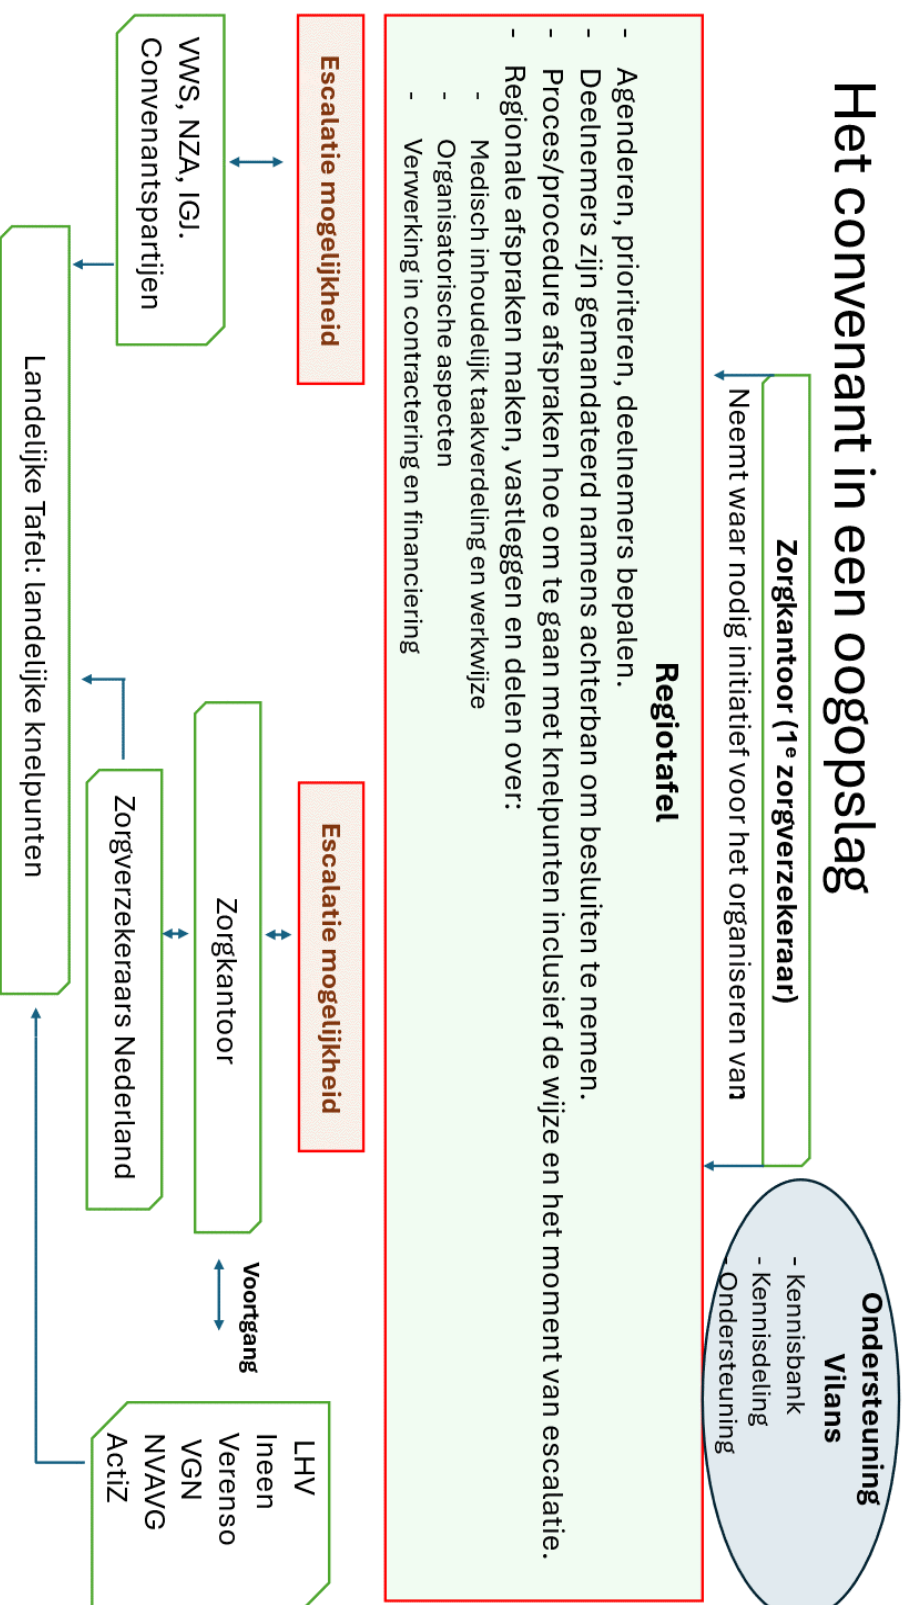 Het convenant in een oogopslag
Zorgkantoor (1e zorgverzekeraar)
Neemt waar nodig initiatief voor het organiseren van
Ondersteuning
Vilans
- Kennisbank
- Kennisdeling
- Ondersteuning
Regiotafel
- Agenderen, prioriteren, deelnemers bepalen.
- Deelnemers zijn gemandateerd namens achterban om besluiten te nemen.
- Proces/procedure afspraken hoe om te gaan met knelpunten inclusief de wijze en het moment van escalatie.
- Regionale afspraken maken, vastleggen en delen over:
- Medisch inhoudelijk taakverdeling en werkwijze
- Organisatorische aspecten
- Verwerking in contractering en financiering
Escalatie mogelijkheid
Escalatie mogelijkheid
VWS, NZA, IGJ.
Convenantspartijen
Zorgkantoor
Voortgang
Zorgverzekeraars Nederland
LHV
Ineen
Verenso
VGN
NVAVG
ActiZ
Landelijke Tafel: landelijke knelpunten